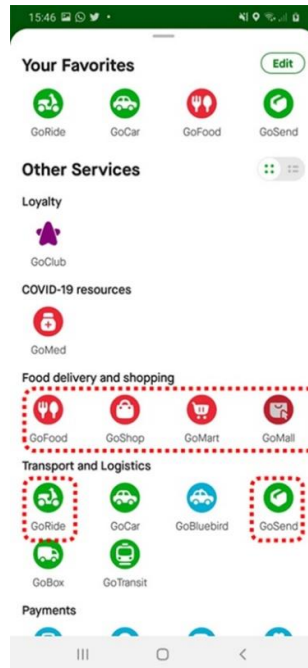 15:46
Your Favorites Edit
GoRide GoCar GoFood GoSend
Other Services
Loyalty
GoClub
COVID-19 resources
GoMed
Food delivery and shopping
GoFood GoShop GoMart GoMall
Transport and Logistics
GoRide GoCar GoBluebird GoSend
GoBox GoTransit
Payments